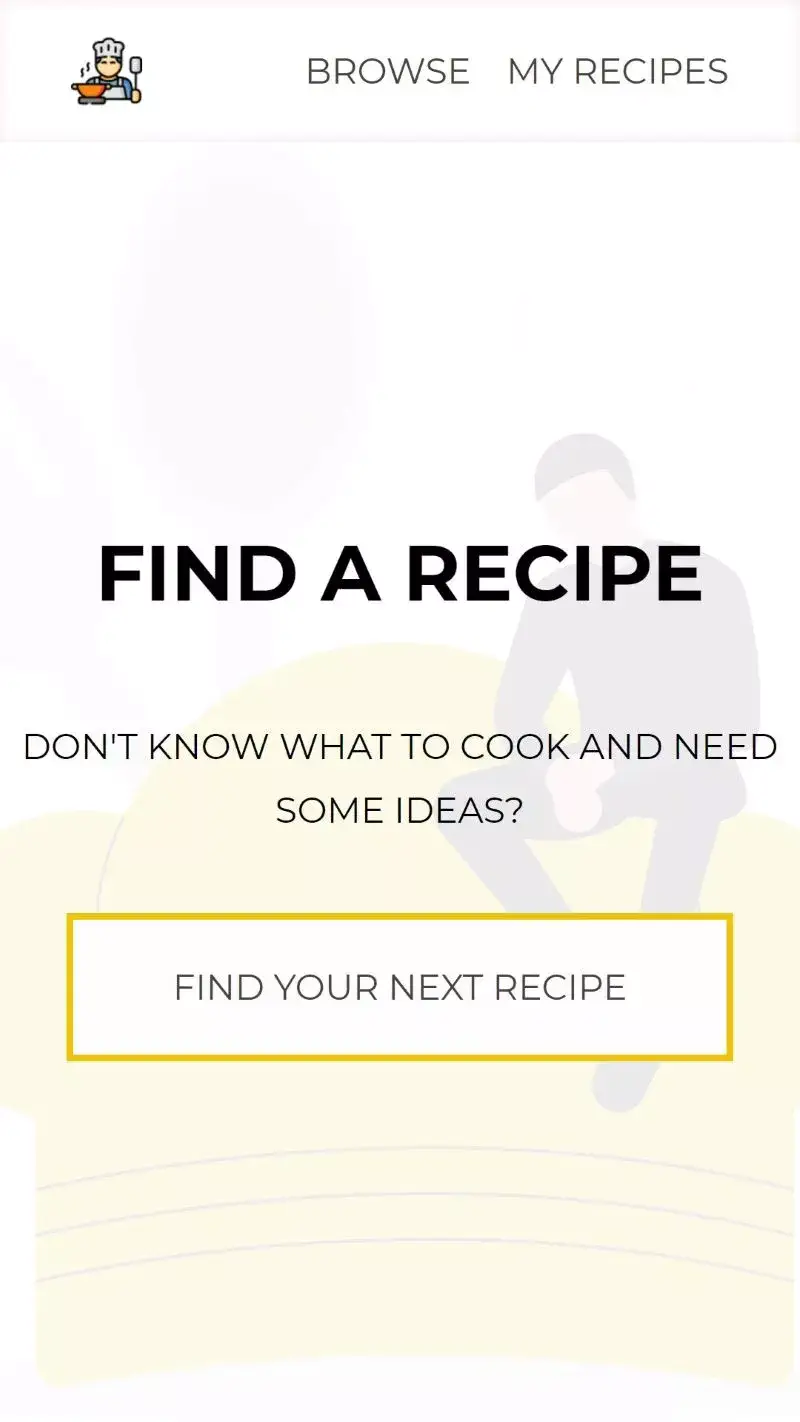 BROWSE MY RECIPES
FIND A RECIPE
DON'T KNOW WHAT TO COOK AND NEED
SOME IDEAS?
FIND YOUR NEXT RECIPE